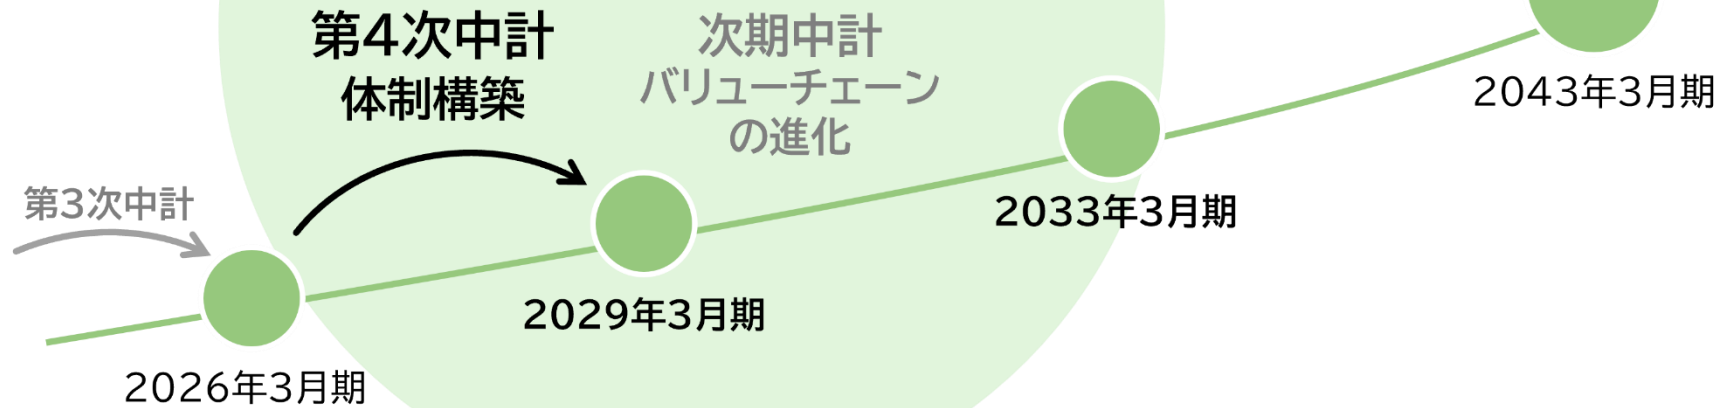 第4次中計
体制構築
次期中計
バリューチェーン
の進化
2043年3月期
第3次中計
2033年3月期
2029年3月期
2026年3月期